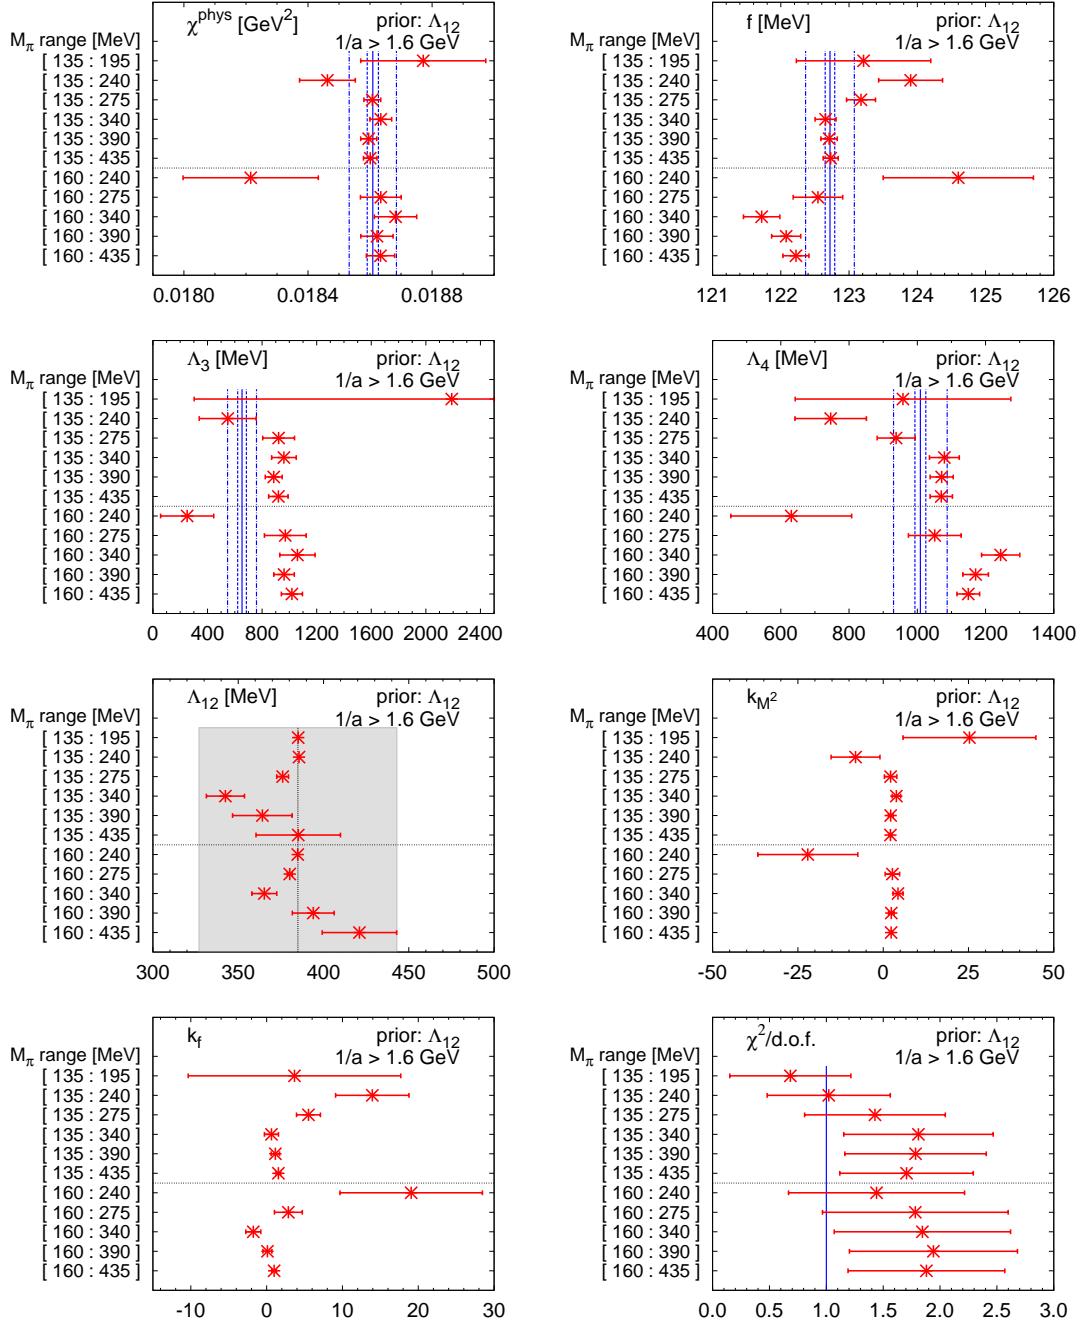 χ^phys [GeV²] prior: Λ₁₂
M_π range [MeV] 1/a > 1.6 GeV
[ 135 : 195 ]
[ 135 : 240 ]
[ 135 : 275 ]
[ 135 : 340 ]
[ 135 : 390 ]
[ 135 : 435 ]
[ 160 : 240 ]
[ 160 : 275 ]
[ 160 : 340 ]
[ 160 : 390 ]
[ 160 : 435 ]
0.0180 0.0184 0.0188
f [MeV] prior: Λ₁₂
M_π range [MeV] 1/a > 1.6 GeV
[ 135 : 195 ]
[ 135 : 240 ]
[ 135 : 275 ]
[ 135 : 340 ]
[ 135 : 390 ]
[ 135 : 435 ]
[ 160 : 240 ]
[ 160 : 275 ]
[ 160 : 340 ]
[ 160 : 390 ]
[ 160 : 435 ]
121 122 123 124 125 126
Λ₃ [MeV] prior: Λ₁₂
M_π range [MeV] 1/a > 1.6 GeV
[ 135 : 195 ]
[ 135 : 240 ]
[ 135 : 275 ]
[ 135 : 340 ]
[ 135 : 390 ]
[ 135 : 435 ]
[ 160 : 240 ]
[ 160 : 275 ]
[ 160 : 340 ]
[ 160 : 390 ]
[ 160 : 435 ]
0 400 800 1200 1600 2000 2400
Λ₄ [MeV] prior: Λ₁₂
M_π range [MeV] 1/a > 1.6 GeV
[ 135 : 195 ]
[ 135 : 240 ]
[ 135 : 275 ]
[ 135 : 340 ]
[ 135 : 390 ]
[ 135 : 435 ]
[ 160 : 240 ]
[ 160 : 275 ]
[ 160 : 340 ]
[ 160 : 390 ]
[ 160 : 435 ]
400 600 800 1000 1200 1400
Λ₁₂ [MeV] prior: Λ₁₂
M_π range [MeV] 1/a > 1.6 GeV
[ 135 : 195 ]
[ 135 : 240 ]
[ 135 : 275 ]
[ 135 : 340 ]
[ 135 : 390 ]
[ 135 : 435 ]
[ 160 : 240 ]
[ 160 : 275 ]
[ 160 : 340 ]
[ 160 : 390 ]
[ 160 : 435 ]
300 350 400 450 500
k_M² prior: Λ₁₂
M_π range [MeV] 1/a > 1.6 GeV
[ 135 : 195 ]
[ 135 : 240 ]
[ 135 : 275 ]
[ 135 : 340 ]
[ 135 : 390 ]
[ 135 : 435 ]
[ 160 : 240 ]
[ 160 : 275 ]
[ 160 : 340 ]
[ 160 : 390 ]
[ 160 : 435 ]
-50 -25 0 25 50
k_f prior: Λ₁₂
M_π range [MeV] 1/a > 1.6 GeV
[ 135 : 195 ]
[ 135 : 240 ]
[ 135 : 275 ]
[ 135 : 340 ]
[ 135 : 390 ]
[ 135 : 435 ]
[ 160 : 240 ]
[ 160 : 275 ]
[ 160 : 340 ]
[ 160 : 390 ]
[ 160 : 435 ]
-10 0 10 20 30
χ²/d.o.f. prior: Λ₁₂
M_π range [MeV] 1/a > 1.6 GeV
[ 135 : 195 ]
[ 135 : 240 ]
[ 135 : 275 ]
[ 135 : 340 ]
[ 135 : 390 ]
[ 135 : 435 ]
[ 160 : 240 ]
[ 160 : 275 ]
[ 160 : 340 ]
[ 160 : 390 ]
[ 160 : 435 ]
0.0 0.5 1.0 1.5 2.0 2.5 3.0